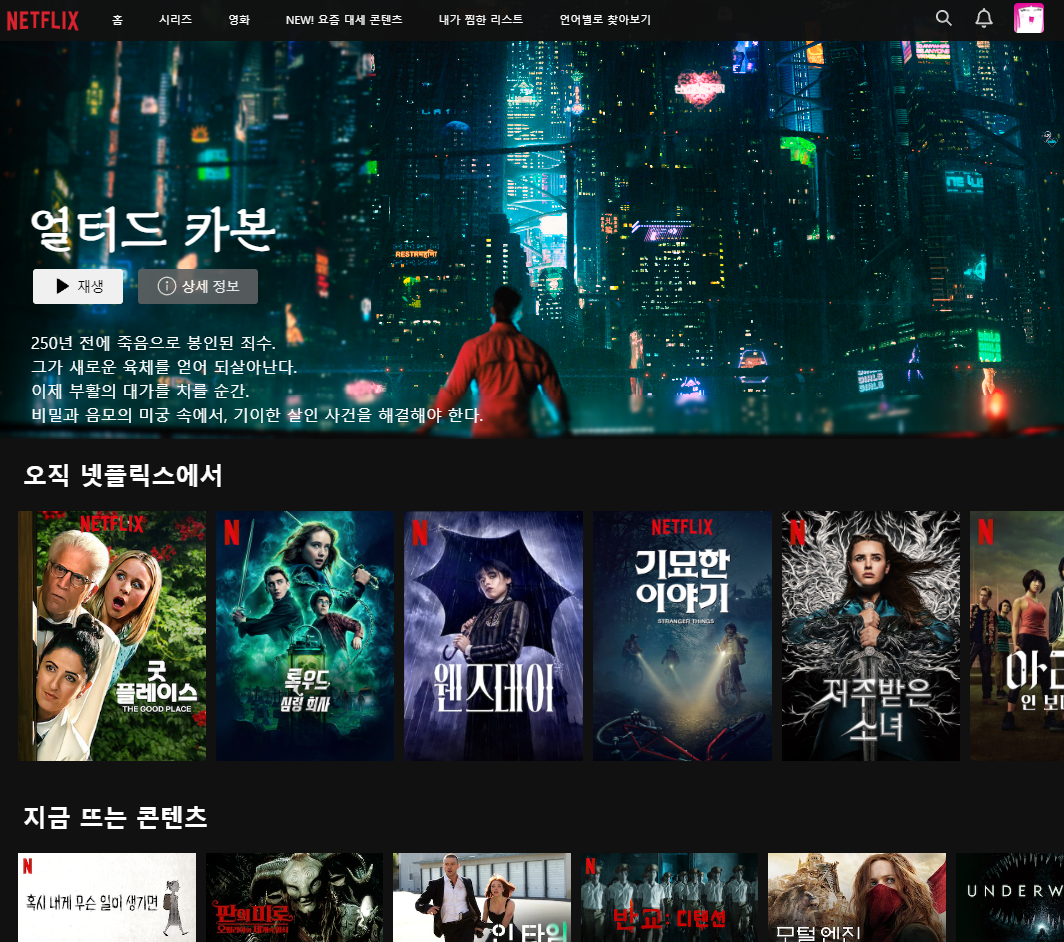 NETFLIX 홈 시리즈 영화 NEW! 요즘 대세 콘텐츠 내가 찜한 리스트 언어별로 찾아보기
얼터드 카본
재생 상세 정보
250년 전에 죽음으로 봉인된 죄수.
그가 새로운 육체를 얻어 되살아난다.
이제 부활의 대가를 치를 순간.
비밀과 음모의 미궁 속에서, 기이한 살인 사건을 해결해야 한다.
오직 넷플릭스에서
NETFLIX
굿
플레이스
THE GOOD PLACE
N
록우드
심령 회사
N
웬즈데이
NETFLIX
기묘한
이야기
STRANGER THINGS
N
저주받은
소녀
N
지금 뜨는 콘텐츠
N
혹시 내게 무슨 일이 생기면
판의 미로
인 타임
N
반교: 디텐션
모털 엔진
UNDERW